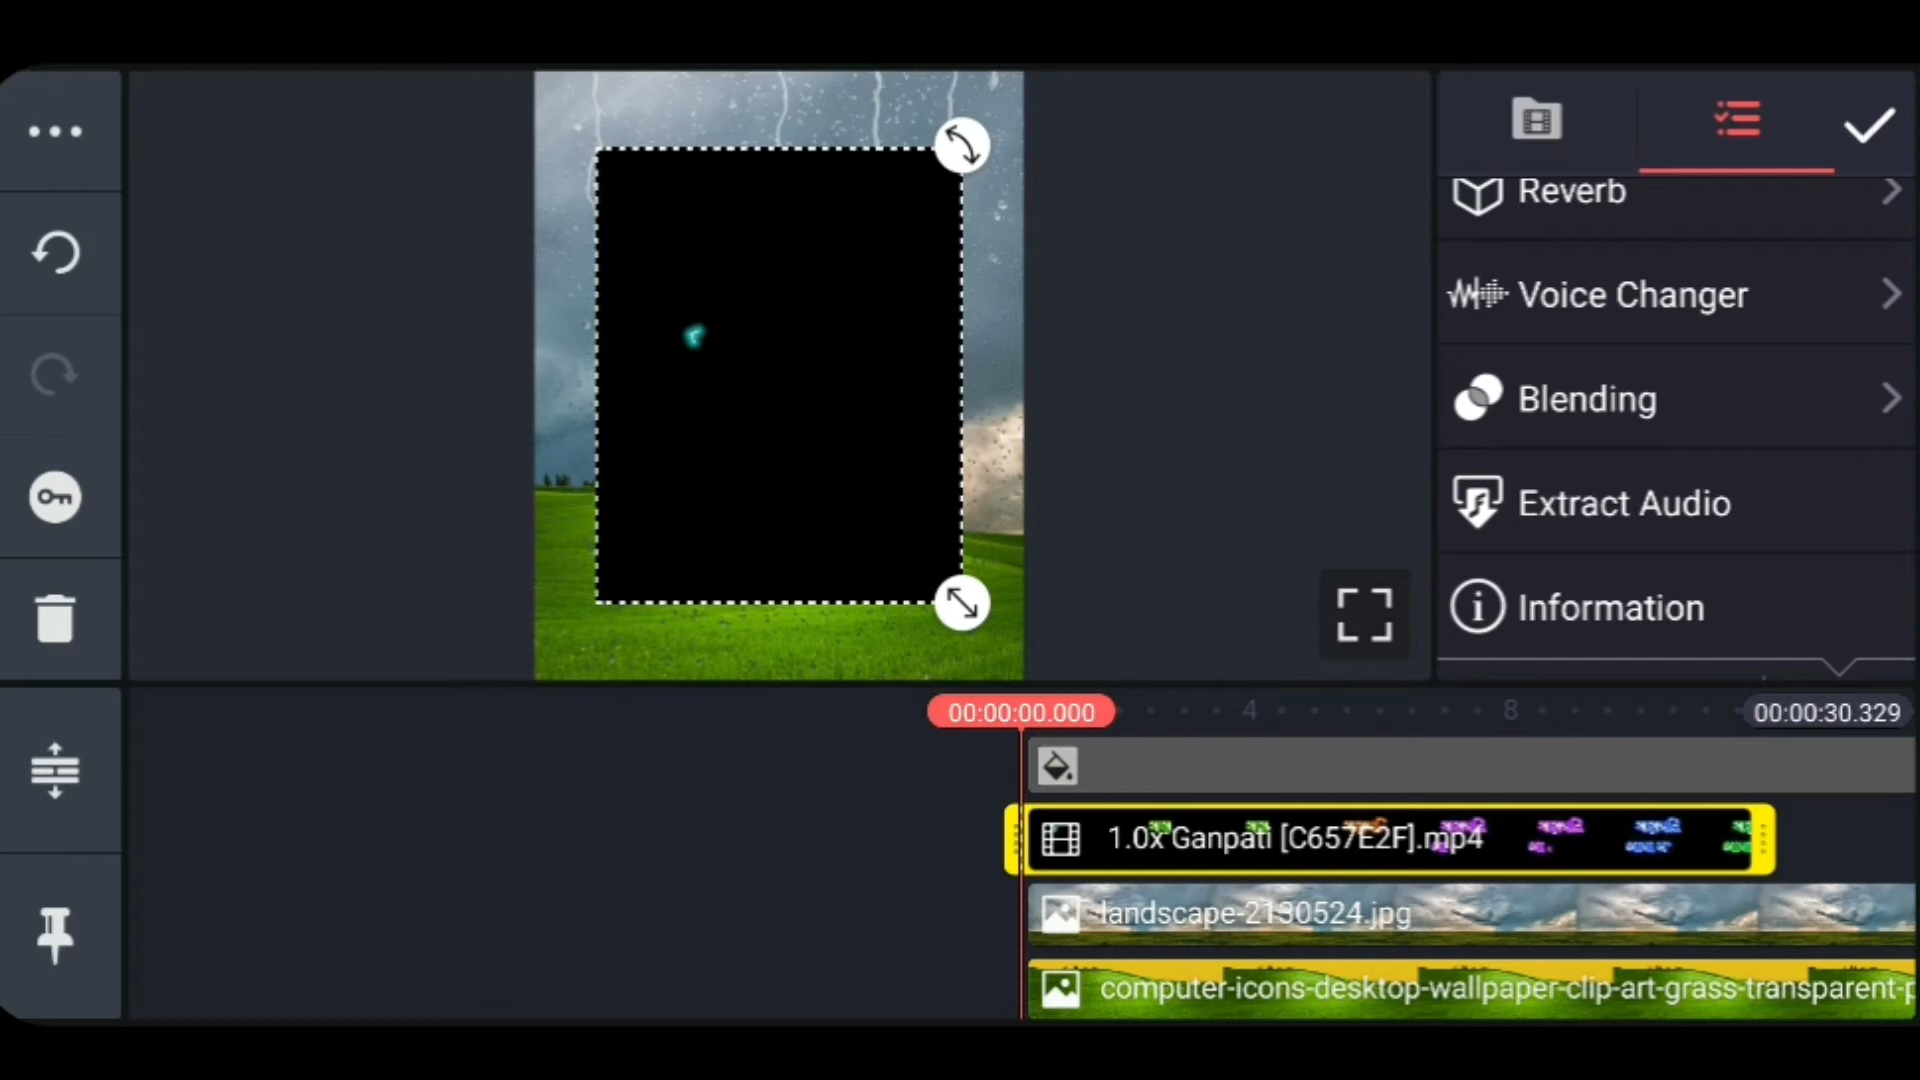 Reverb
Voice Changer
Blending
Extract Audio
Information
00:00:00.000
4
8
00:00:30.329
1.0x Ganpati [C657E2F].mp4
landscape-2130524.jpg
computer-icons-desktop-wallpaper-clip-art-grass-transparent-p